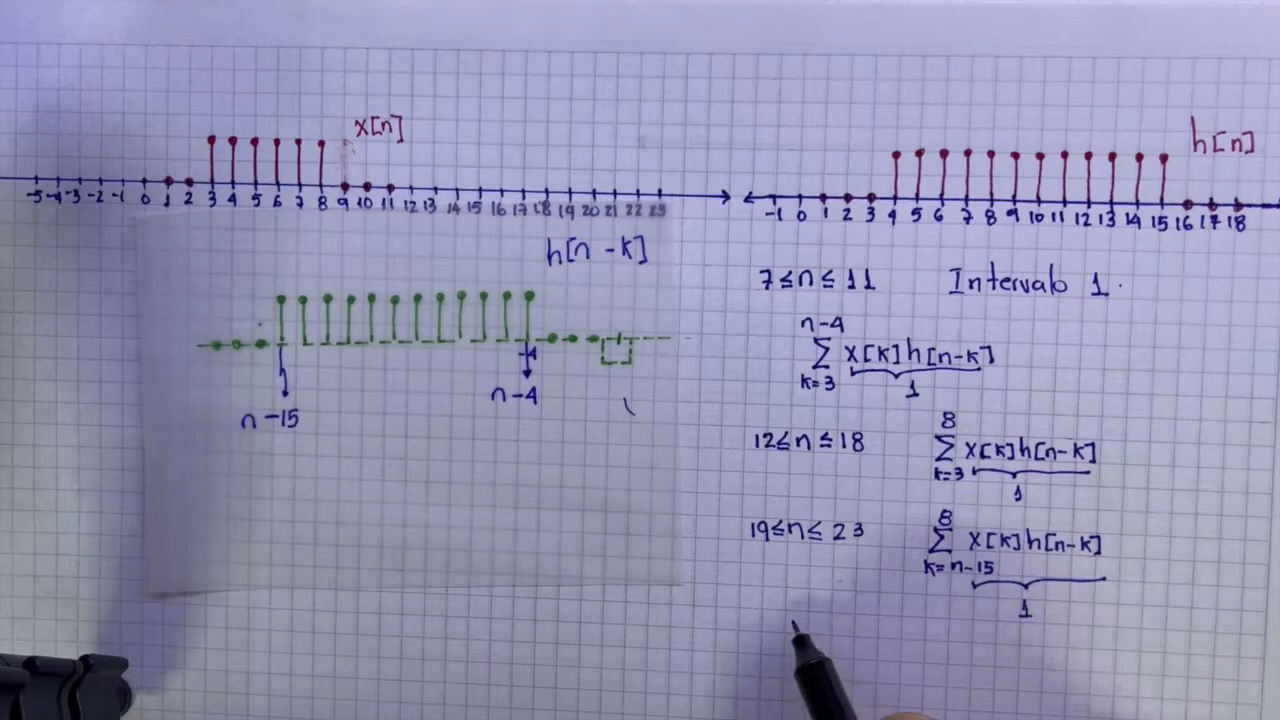 x[n]
-5 -4 -3 -2 -1 0 1 2 3 4 5 6 7 8 9 10 11 12 13 14 15 16 17 18 19 20 21 22 23
h[n-k]
n-15
n-4
h[n]
-1 0 1 2 3 4 5 6 7 8 9 10 11 12 13 14 15 16 17 18
7≤n≤11 Intervalo 1.
n-4
∑ x[k]h[n-k]
k=3
1
8
12≤n≤18 ∑ x[k]h[n-k]
k=3
1
8
19≤n≤23 ∑ x[k]h[n-k]
k=n-15
1